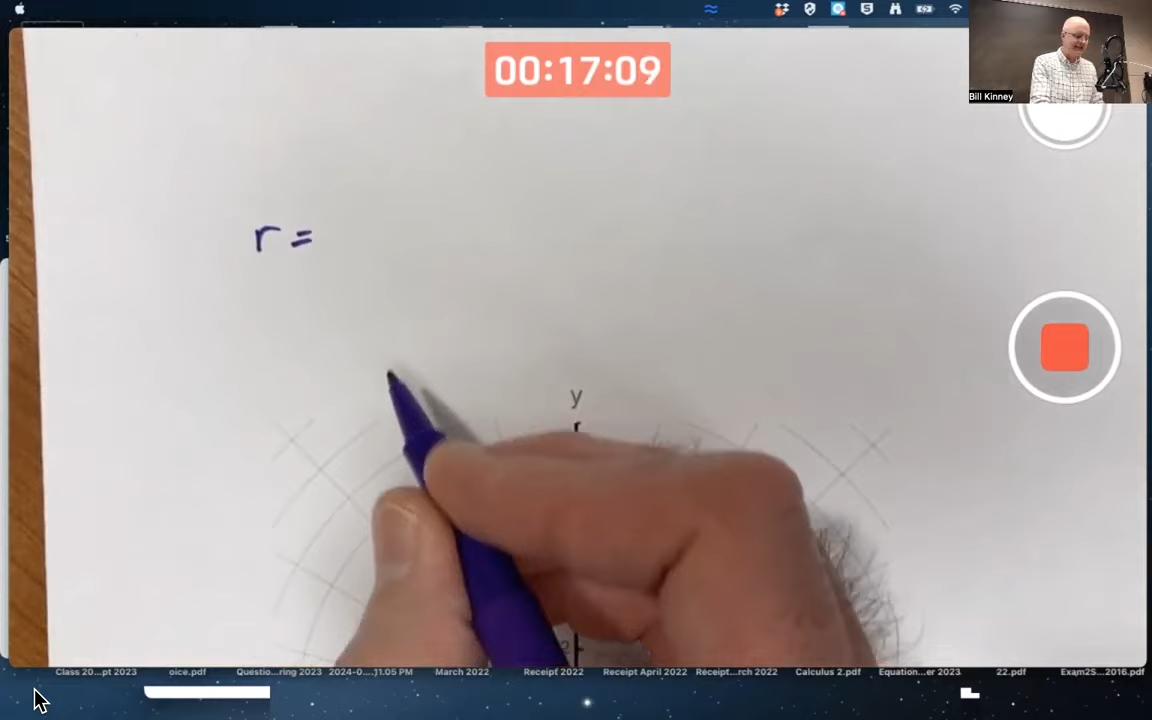 00:17:09
Bill Kinney
r =
y
r
2
Class 20...pt 2023
oice.pdf
Questio...ring 2023
2024-0....11.05 PM
March 2022
Receipt 2022
Receipt April 2022
Receipt...rch 2022
Calculus 2.pdf
Equation...er 2023
22.pdf
Exam2S...2016.pdf